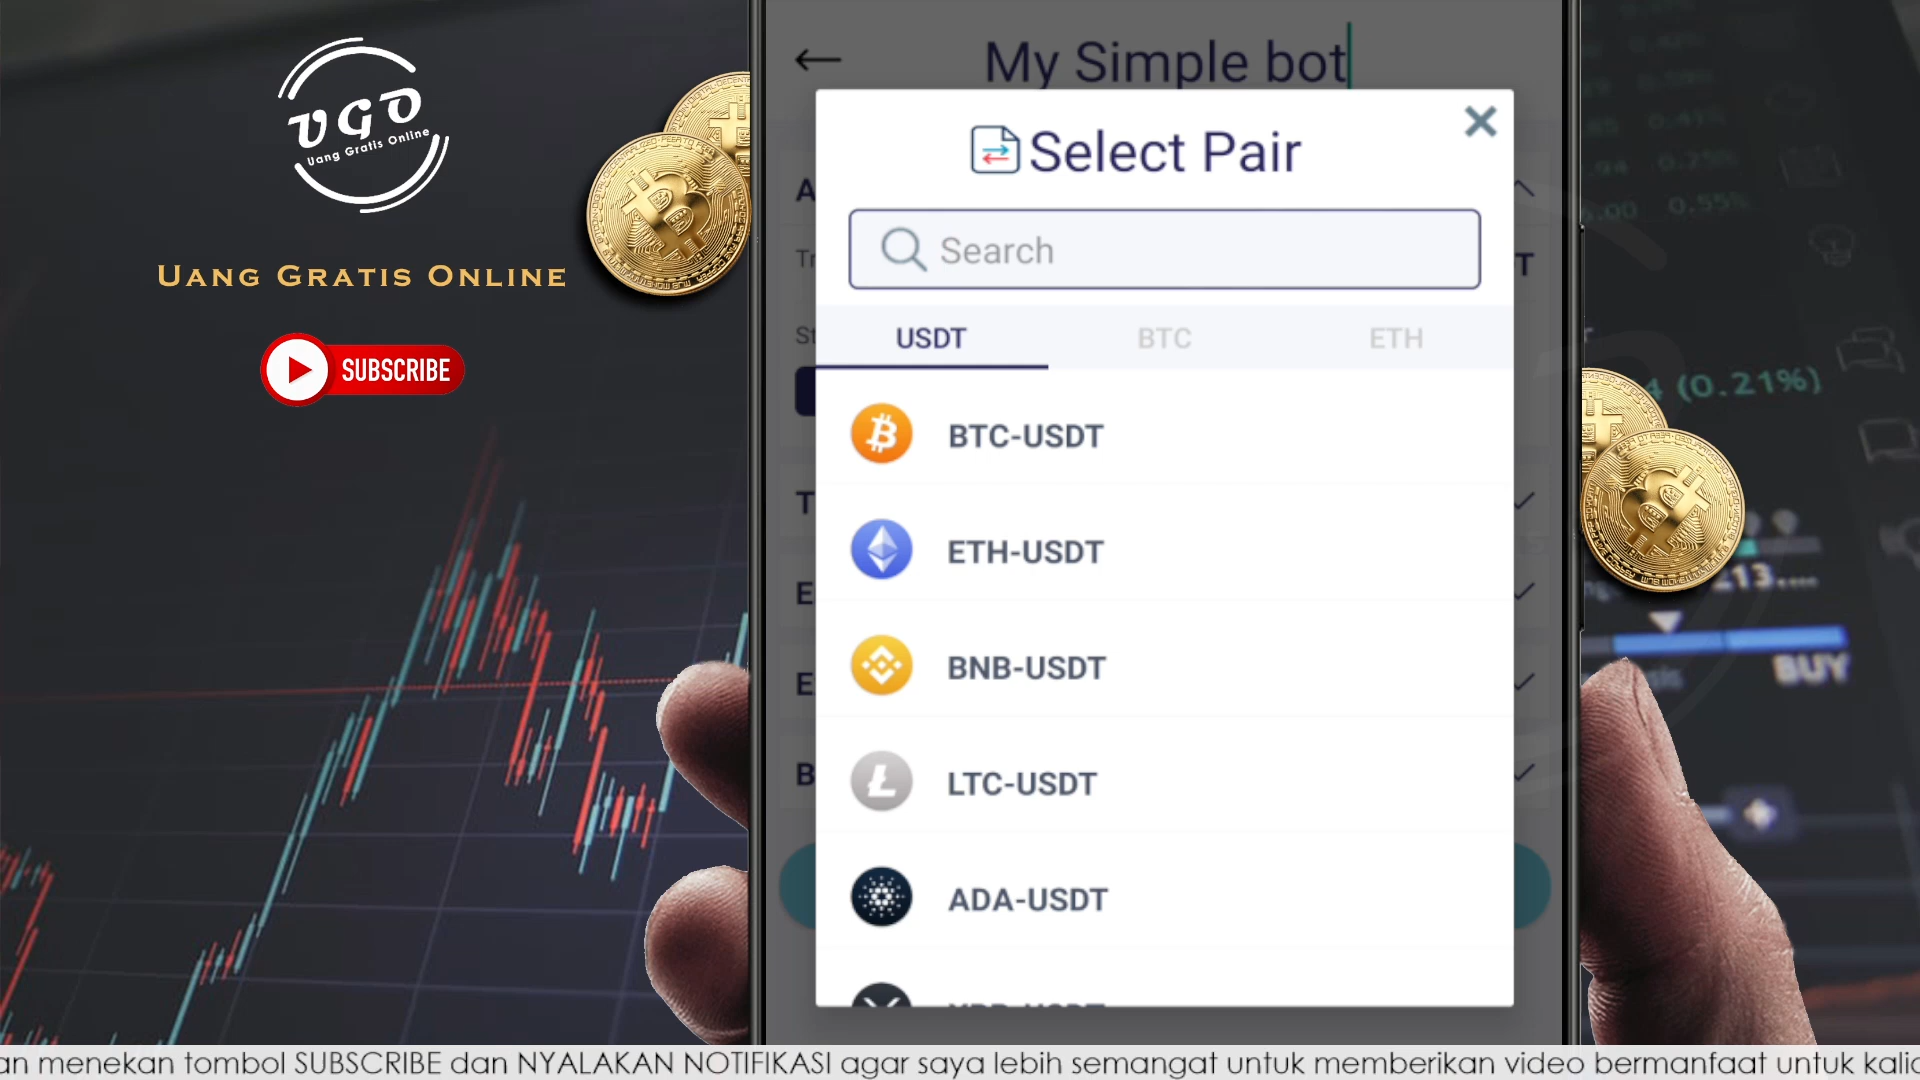 UGO
Uang Gratis Online
UANG GRATIS ONLINE
SUBSCRIBE
My Simple bot
Select Pair
Search
USDT
BTC
ETH
BTC-USDT
ETH-USDT
BNB-USDT
LTC-USDT
ADA-USDT
XRP-USDT
(0.21%)
BUY
an menekan tombol SUBSCRIBE dan NYALAKAN NOTIFIKASI agar saya lebih semangat untuk memberikan video bermanfaat untuk kalia